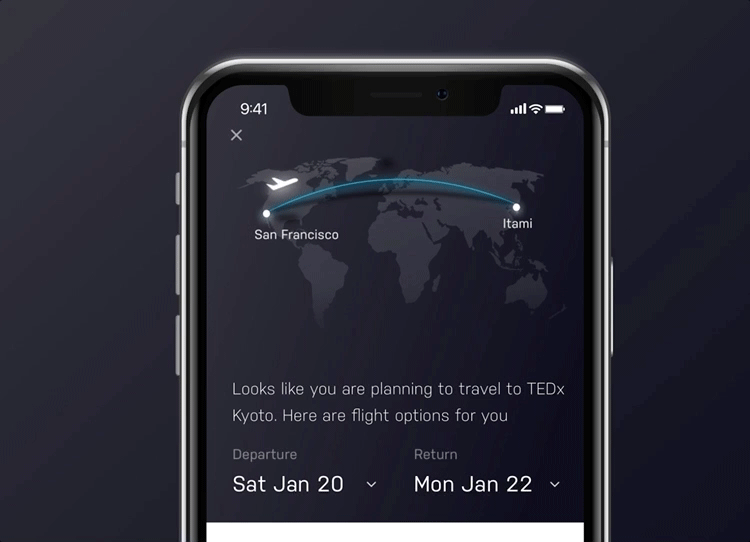 9:41
San Francisco
Itami
Looks like you are planning to travel to TEDx
Kyoto. Here are flight options for you
Departure
Return
Sat Jan 20
Mon Jan 22